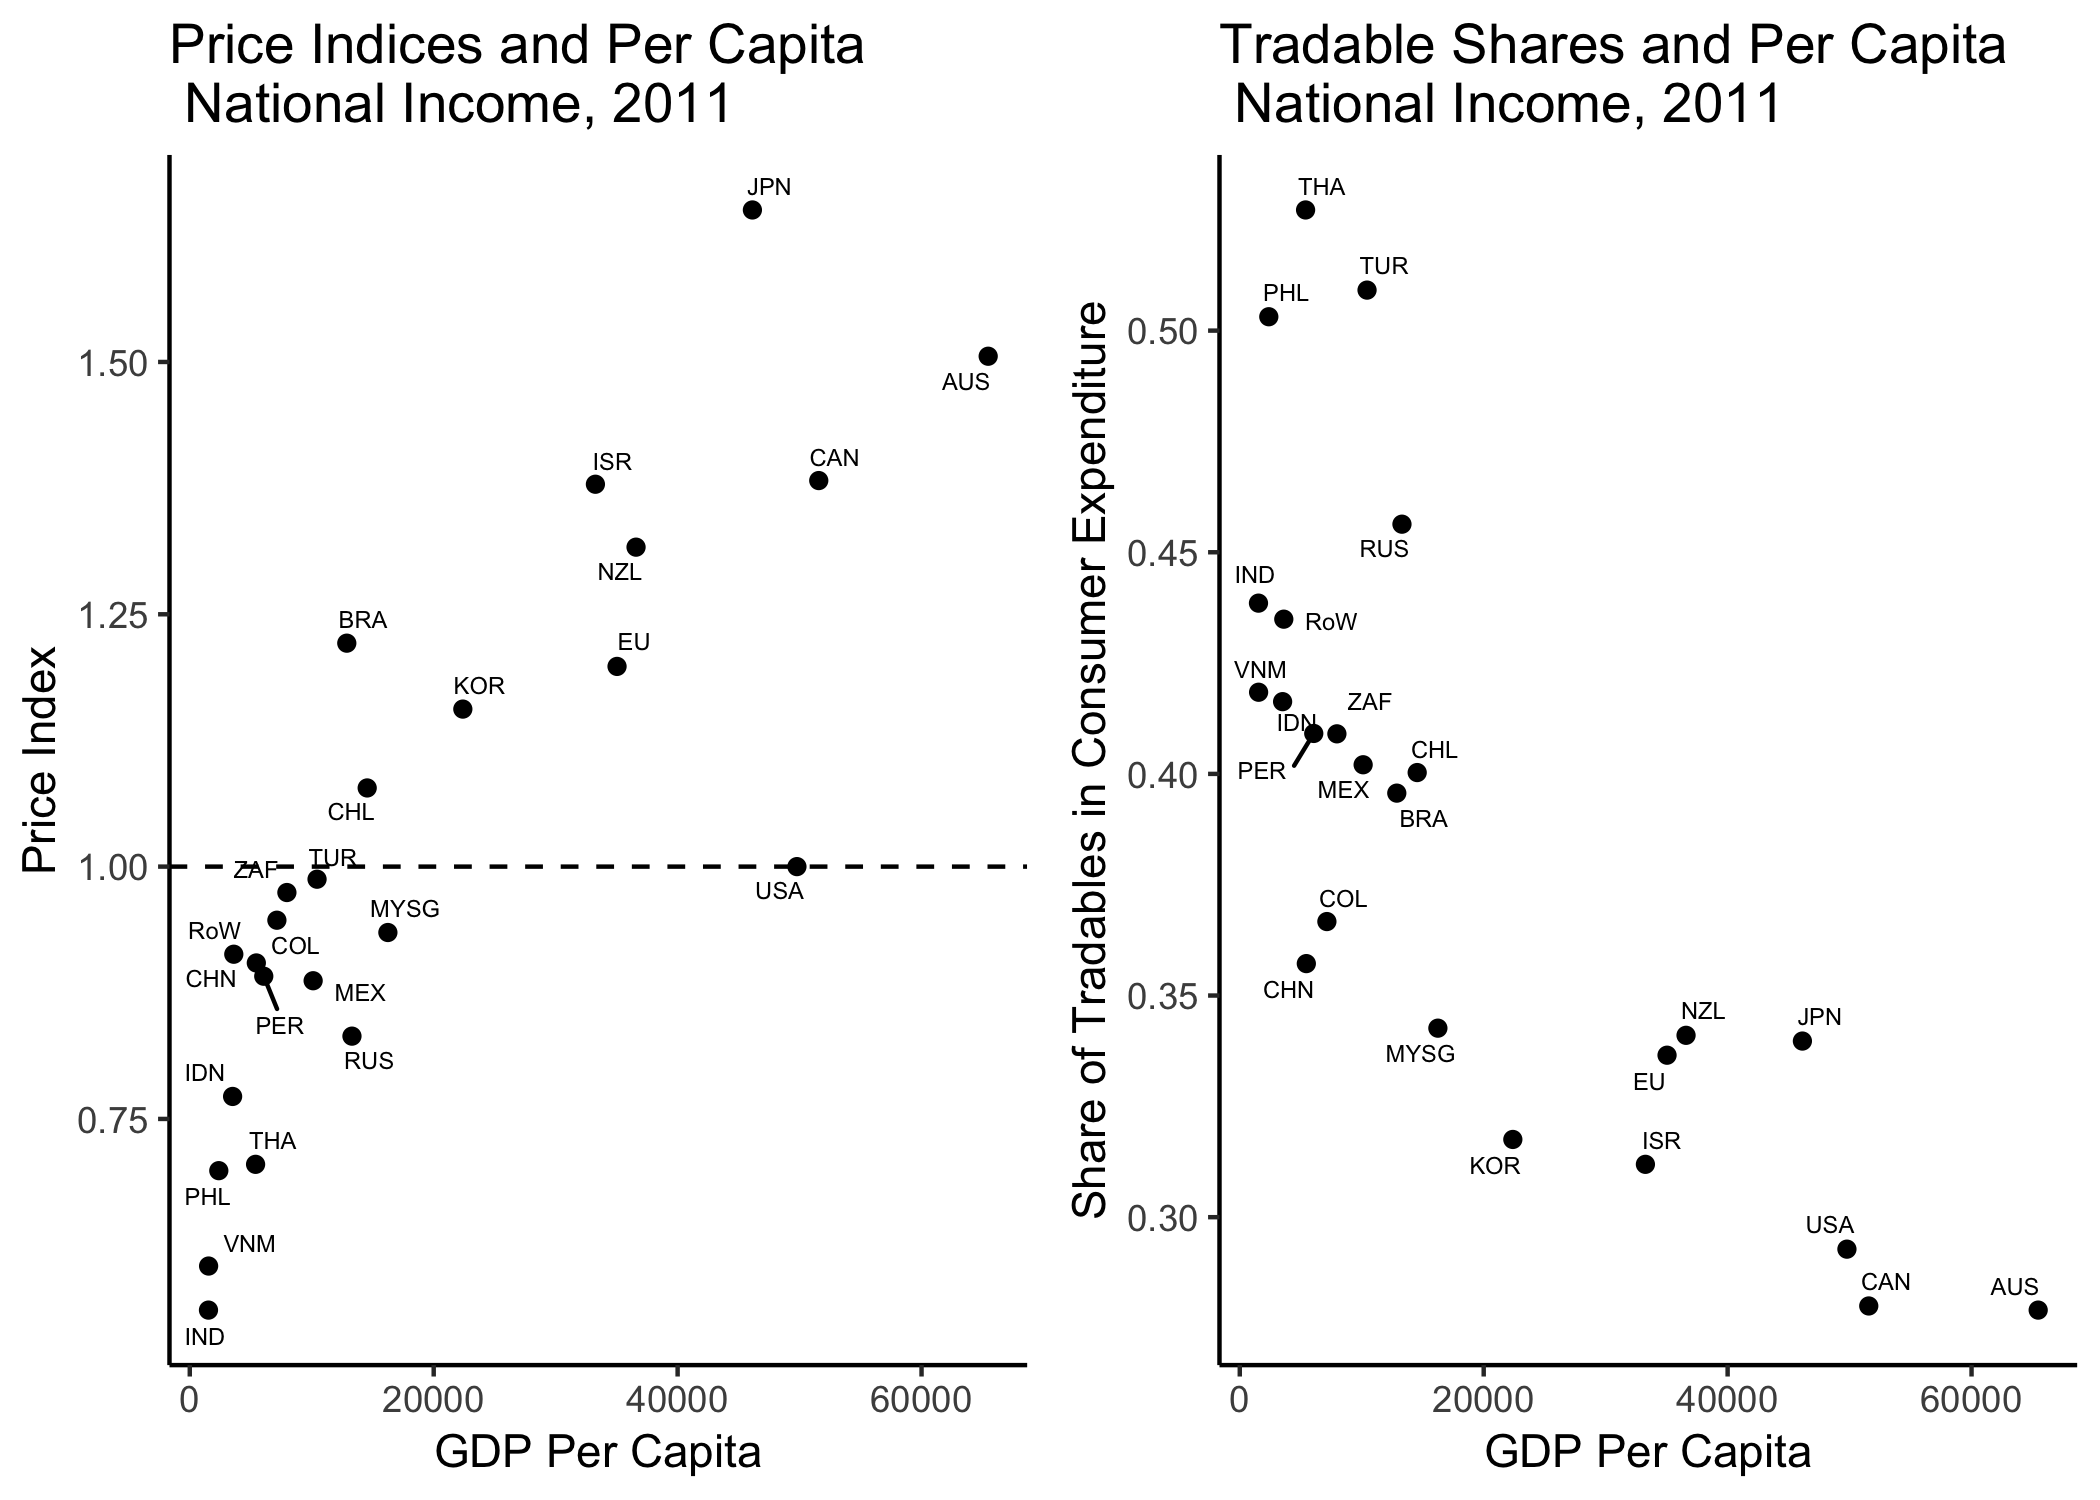 Price Indices and Per Capita
National Income, 2011
Price Index
1.50
1.25
1.00
0.75
JPN
AUS
ISR
CAN
NZL
BRA
EU
KOR
CHL
TUR
ZAF
USA
MYSG
RoW
COL
CHN
MEX
PER
RUS
IDN
THA
PHL
VNM
IND
0
20000
40000
60000
GDP Per Capita
Tradable Shares and Per Capita
National Income, 2011
Share of Tradables in Consumer Expenditure
0.50
0.45
0.40
0.35
0.30
THA
TUR
PHL
RUS
IND
RoW
VNM
ZAF
IDN
CHL
PER
MEX
BRA
COL
CHN
NZL
JPN
MYSG
EU
ISR
KOR
USA
CAN
AUS
0
20000
40000
60000
GDP Per Capita